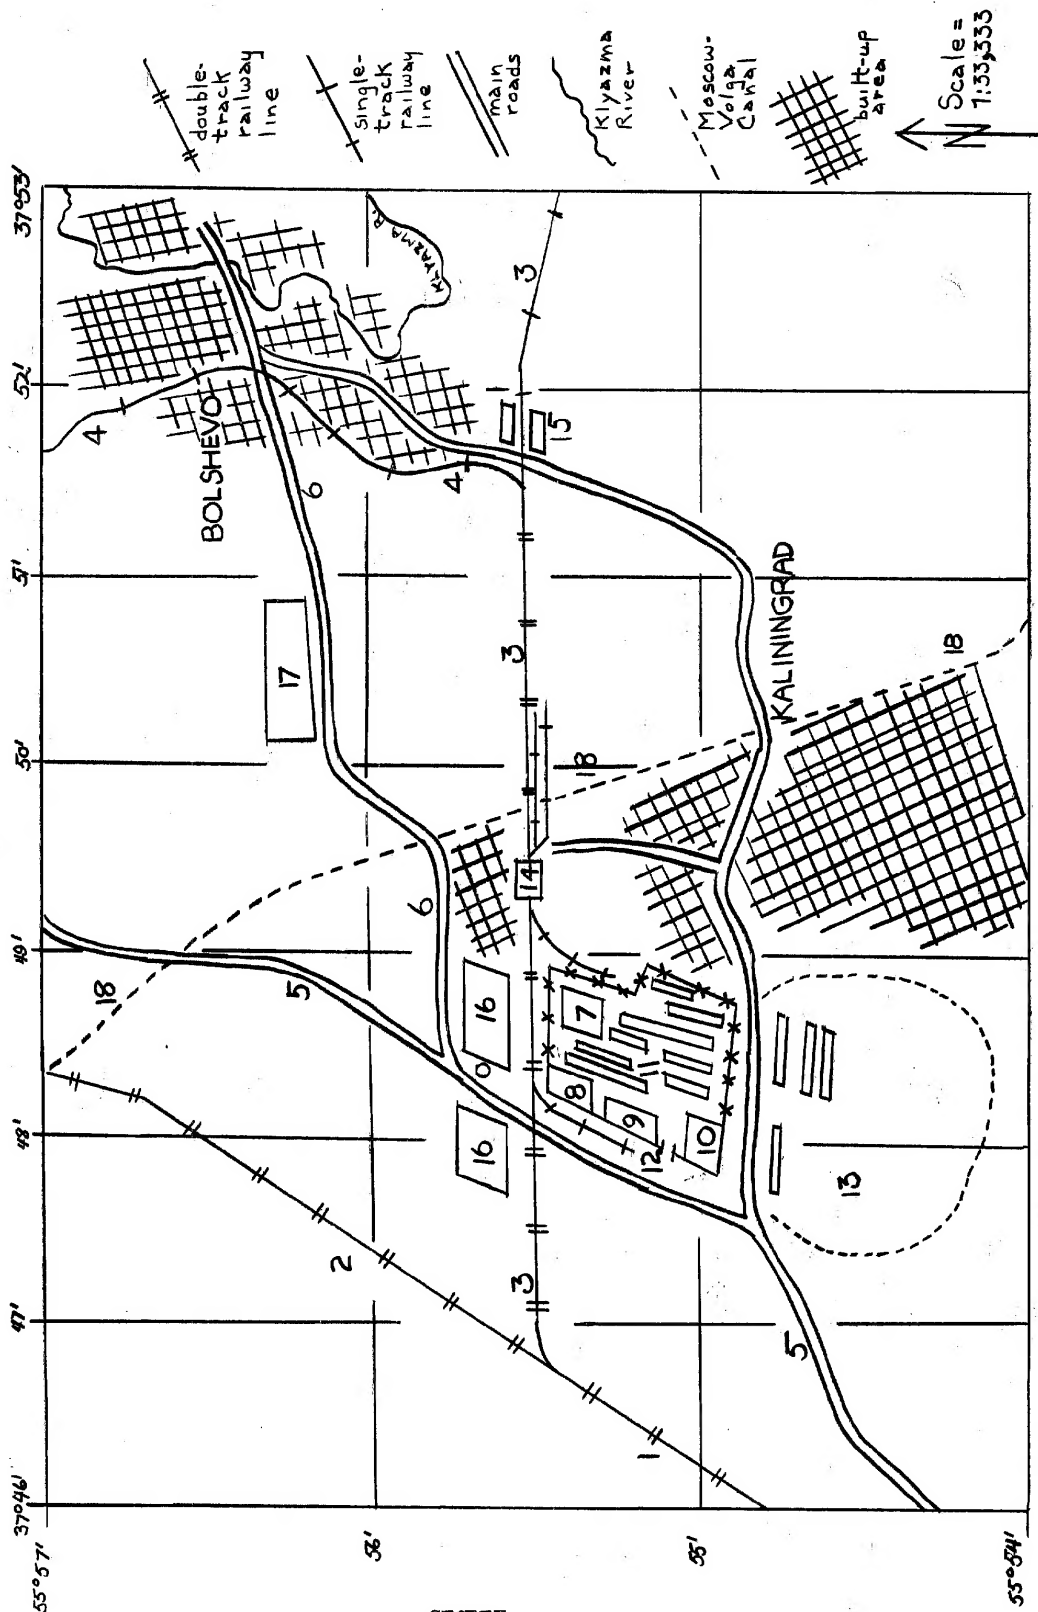 37°46'
47'
48'
49'
50'
51'
52'
37°53'
55°57'
56'
55'
55°54'
BOLSHEVO
KALININGRAD
KLYAZMA R.
4
6
17
4
3
1
15
3
3
18
18
18
5
6
16
16
14
7
8
9
10
12
13
2
3
1
5
double-
track
railway
line
single-
track
railway
line
main
roads
Klyazma
River
Moscow-
Volga
Canal
built-up
area
N
Scale =
1:33,333